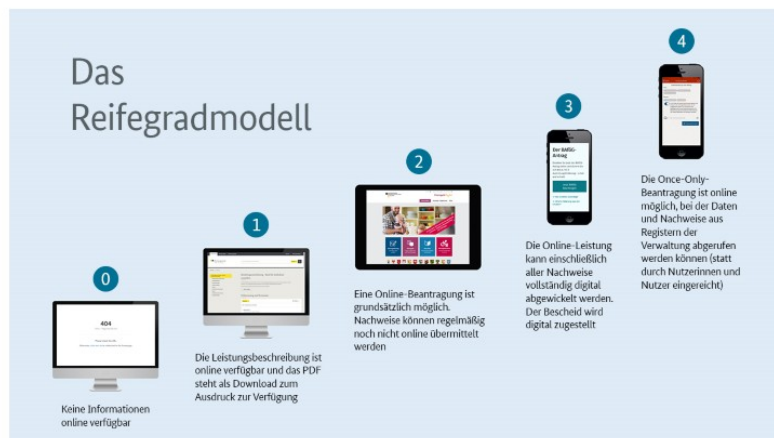 Das
Reifegradmodell
0
404
Keine Informationen
online verfügbar
1
Die Leistungsbeschreibung ist
online verfügbar und das PDF
steht als Download zum
Ausdruck zur Verfügung
2
Eine Online-Beantragung ist
grundsätzlich möglich.
Nachweise können regelmäßig
noch nicht online übermittelt
werden
3
Der BAföG-
Antrag
Die Online-Leistung
kann einschließlich
aller Nachweise
vollständig digital
abgewickelt werden.
Der Bescheid wird
digital zugestellt
4
Die Once-Only-
Beantragung ist online
möglich, bei der Daten
und Nachweise aus
Registern der
Verwaltung abgerufen
werden können (statt
durch Nutzerinnen und
Nutzer eingereicht)